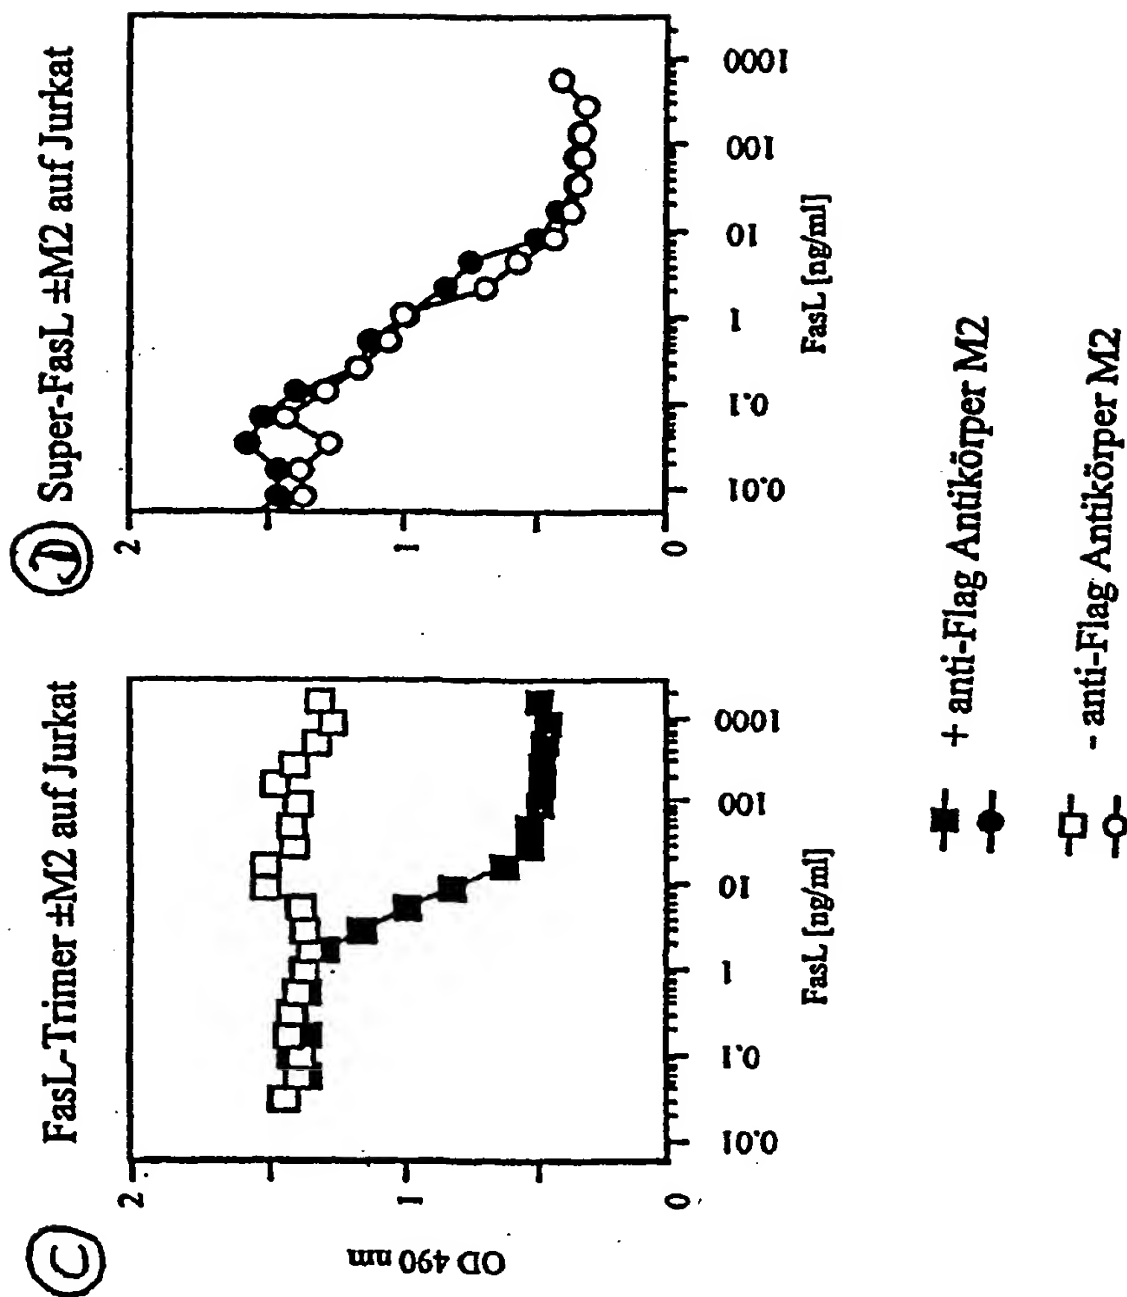 C
FasL-Trimer ±M2 auf Jurkat
OD 490 nm
2
1
0
0.01
0.1
1
10
100
1000
FasL [ng/ml]
D
Super-FasL ±M2 auf Jurkat
2
1
0
0.01
0.1
1
10
100
1000
FasL [ng/ml]
+ anti-Flag Antikörper M2
- anti-Flag Antikörper M2